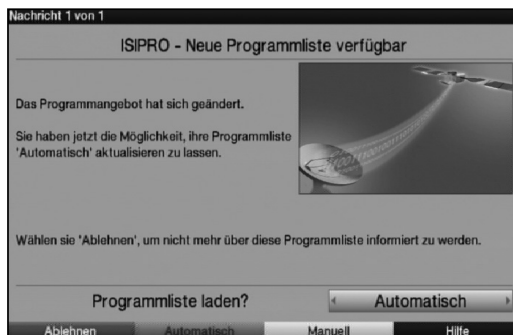 Nachricht 1 von 1
ISIPRO - Neue Programmliste verfügbar
Das Programmangebot hat sich geändert.
Sie haben jetzt die Möglichkeit, ihre Programmliste
'Automatisch' aktualisieren zu lassen.
Wählen sie 'Ablehnen', um nicht mehr über diese Programmliste informiert zu werden.
Programmliste laden?
Automatisch
Ablehnen
Automatisch
Manuell
Hilfe